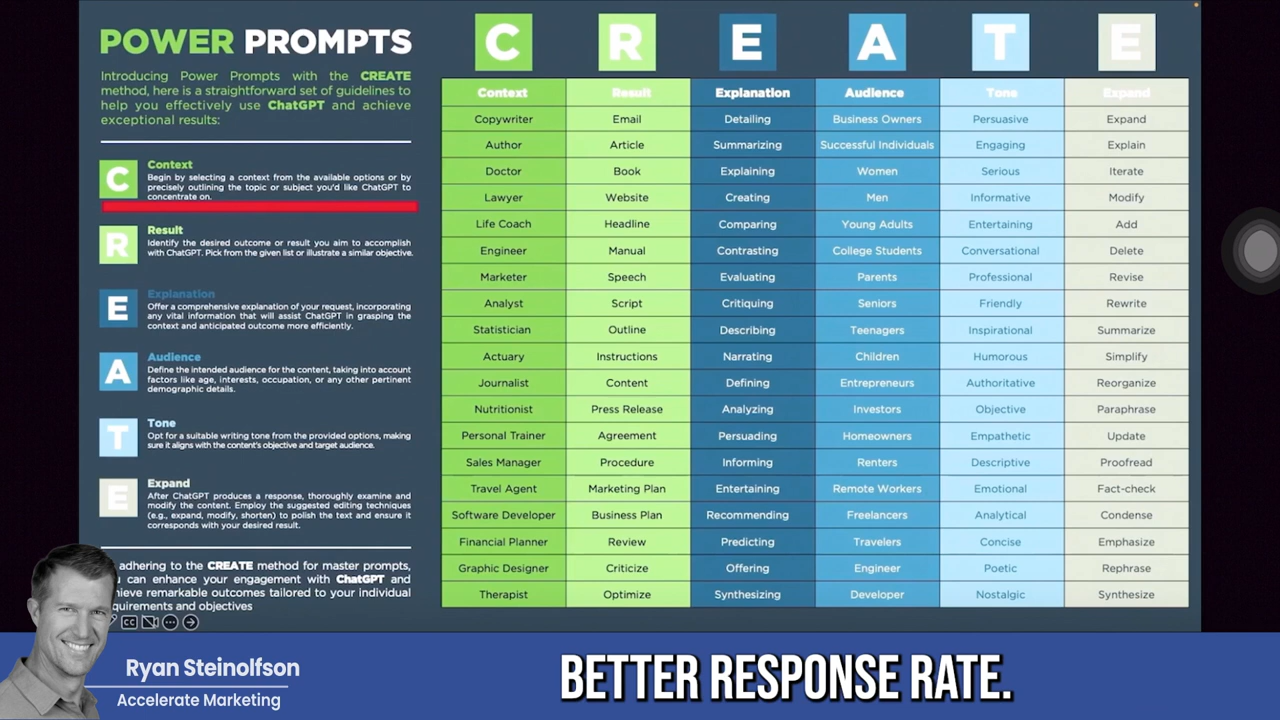 POWER PROMPTS
Introducing Power Prompts with the CREATE
method, here is a straightforward set of guidelines to
help you effectively use ChatGPT and achieve
exceptional results:
C
Context
Begin by selecting a context from the available options or by
precisely outlining the topic or subject you'd like ChatGPT to
concentrate on.
R
Result
Identify the desired outcome or result you aim to accomplish
with ChatGPT. Pick from the given list or illustrate a similar objective.
E
Explanation
Offer a comprehensive explanation of your request, incorporating
any vital information that will assist ChatGPT in grasping the
context and anticipated outcome more efficiently.
A
Audience
Define the intended audience for the content, taking into account
factors like age, interests, occupation, or any other pertinent
demographic details.
T
Tone
Opt for a suitable writing tone from the provided options, making
sure it aligns with the content's objective and target audience.
E
Expand
After ChatGPT produces a response, thoroughly examine and
modify the content. Employ the suggested editing techniques
(e.g., expand, modify, shorten) to polish the text and ensure it
corresponds with your desired result.
adhering to the CREATE method for master prompts,
can enhance your engagement with ChatGPT and
hieve remarkable outcomes tailored to your individual
quirements and objectives
CC
C R E A T E
Context Result Explanation Audience Tone Expand
Copywriter Email Detailing Business Owners Persuasive Expand
Author Article Summarizing Successful Individuals Engaging Explain
Doctor Book Explaining Women Serious Iterate
Lawyer Website Creating Men Informative Modify
Life Coach Headline Comparing Young Adults Entertaining Add
Engineer Manual Contrasting College Students Conversational Delete
Marketer Speech Evaluating Parents Professional Revise
Analyst Script Critiquing Seniors Friendly Rewrite
Statistician Outline Describing Teenagers Inspirational Summarize
Actuary Instructions Narrating Children Humorous Simplify
Journalist Content Defining Entrepreneurs Authoritative Reorganize
Nutritionist Press Release Analyzing Investors Objective Paraphrase
Personal Trainer Agreement Persuading Homeowners Empathetic Update
Sales Manager Procedure Informing Renters Descriptive Proofread
Travel Agent Marketing Plan Entertaining Remote Workers Emotional Fact-check
Software Developer Business Plan Recommending Freelancers Analytical Condense
Financial Planner Review Predicting Travelers Concise Emphasize
Graphic Designer Criticize Offering Engineer Poetic Rephrase
Therapist Optimize Synthesizing Developer Nostalgic Synthesize
Ryan Steinolfson
Accelerate Marketing
BETTER RESPONSE RATE.